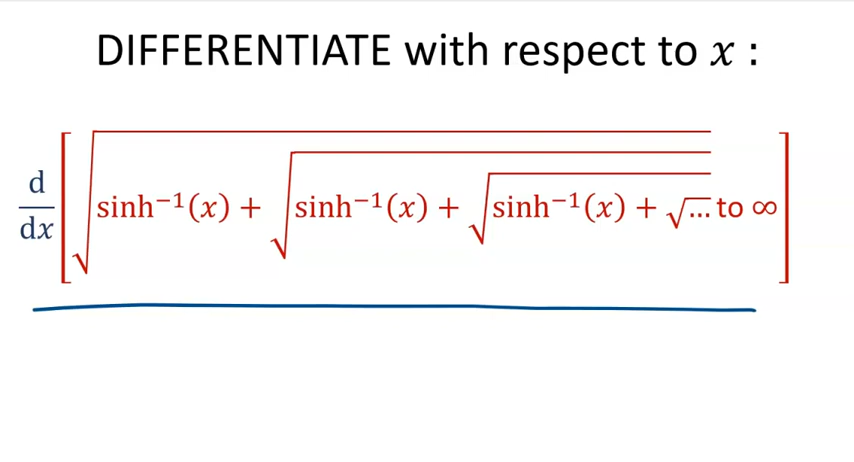 DIFFERENTIATE with respect to x :
d/dx [√(sinh⁻¹(x) + √(sinh⁻¹(x) + √(sinh⁻¹(x) + √... to ∞]